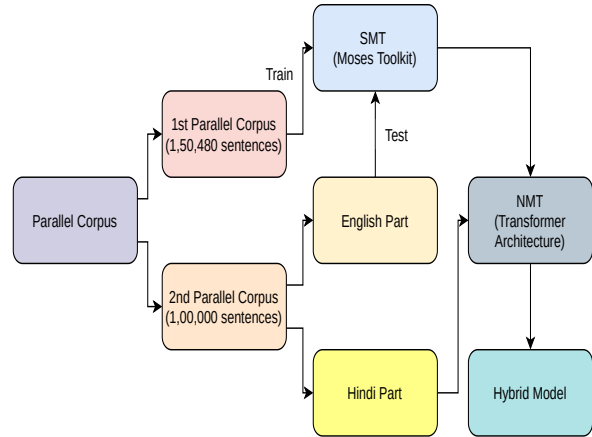 SMT
(Moses Toolkit)
Train
1st Parallel Corpus
(1,50,480 sentences)
Test
Parallel Corpus
English Part
NMT
(Transformer
Architecture)
2nd Parallel Corpus
(1,00,000 sentences)
Hindi Part
Hybrid Model